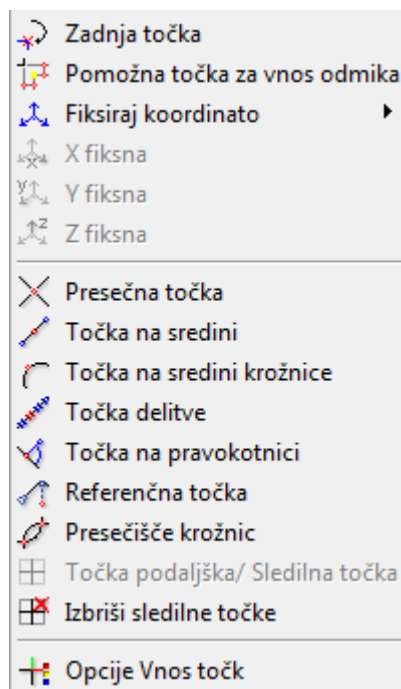 Zadnja točka
Pomožna točka za vnos odmika
Fiksiraj koordinato
X fiksna
Y fiksna
Z fiksna
Presečna točka
Točka na sredini
Točka na sredini krožnice
Točka delitve
Točka na pravokotnici
Referenčna točka
Presečišče krožnic
Točka podaljška/ Sledilna točka
Izbriši sledilne točke
Opcije Vnos točk